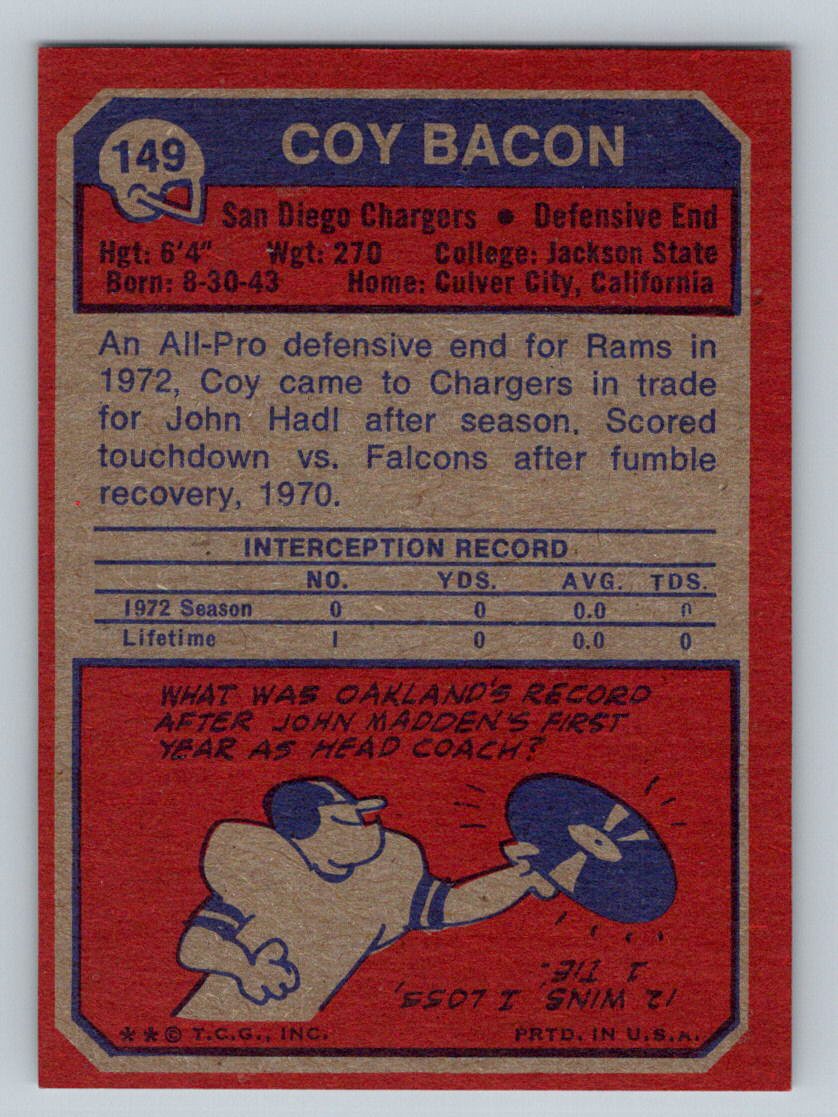 149
COY BACON
San Diego Chargers ● Defensive End
Hgt: 6'4" Wgt: 270 College: Jackson State
Born: 8-30-43 Home: Culver City, California
An All-Pro defensive end for Rams in
1972, Coy came to Chargers in trade
for John Hadl after season. Scored
touchdown vs. Falcons after fumble
recovery, 1970.
INTERCEPTION RECORD
NO. YDS. AVG. TDS.
1972 Season 0 0 0.0 0
Lifetime 1 0 0.0 0
WHAT WAS OAKLAND'S RECORD
AFTER JOHN MADDEN'S FIRST
YEAR AS HEAD COACH?
12 WINS 1 LOSS,
1 TIE.
**© T.C.G., INC. PRTD. IN U.S.A.